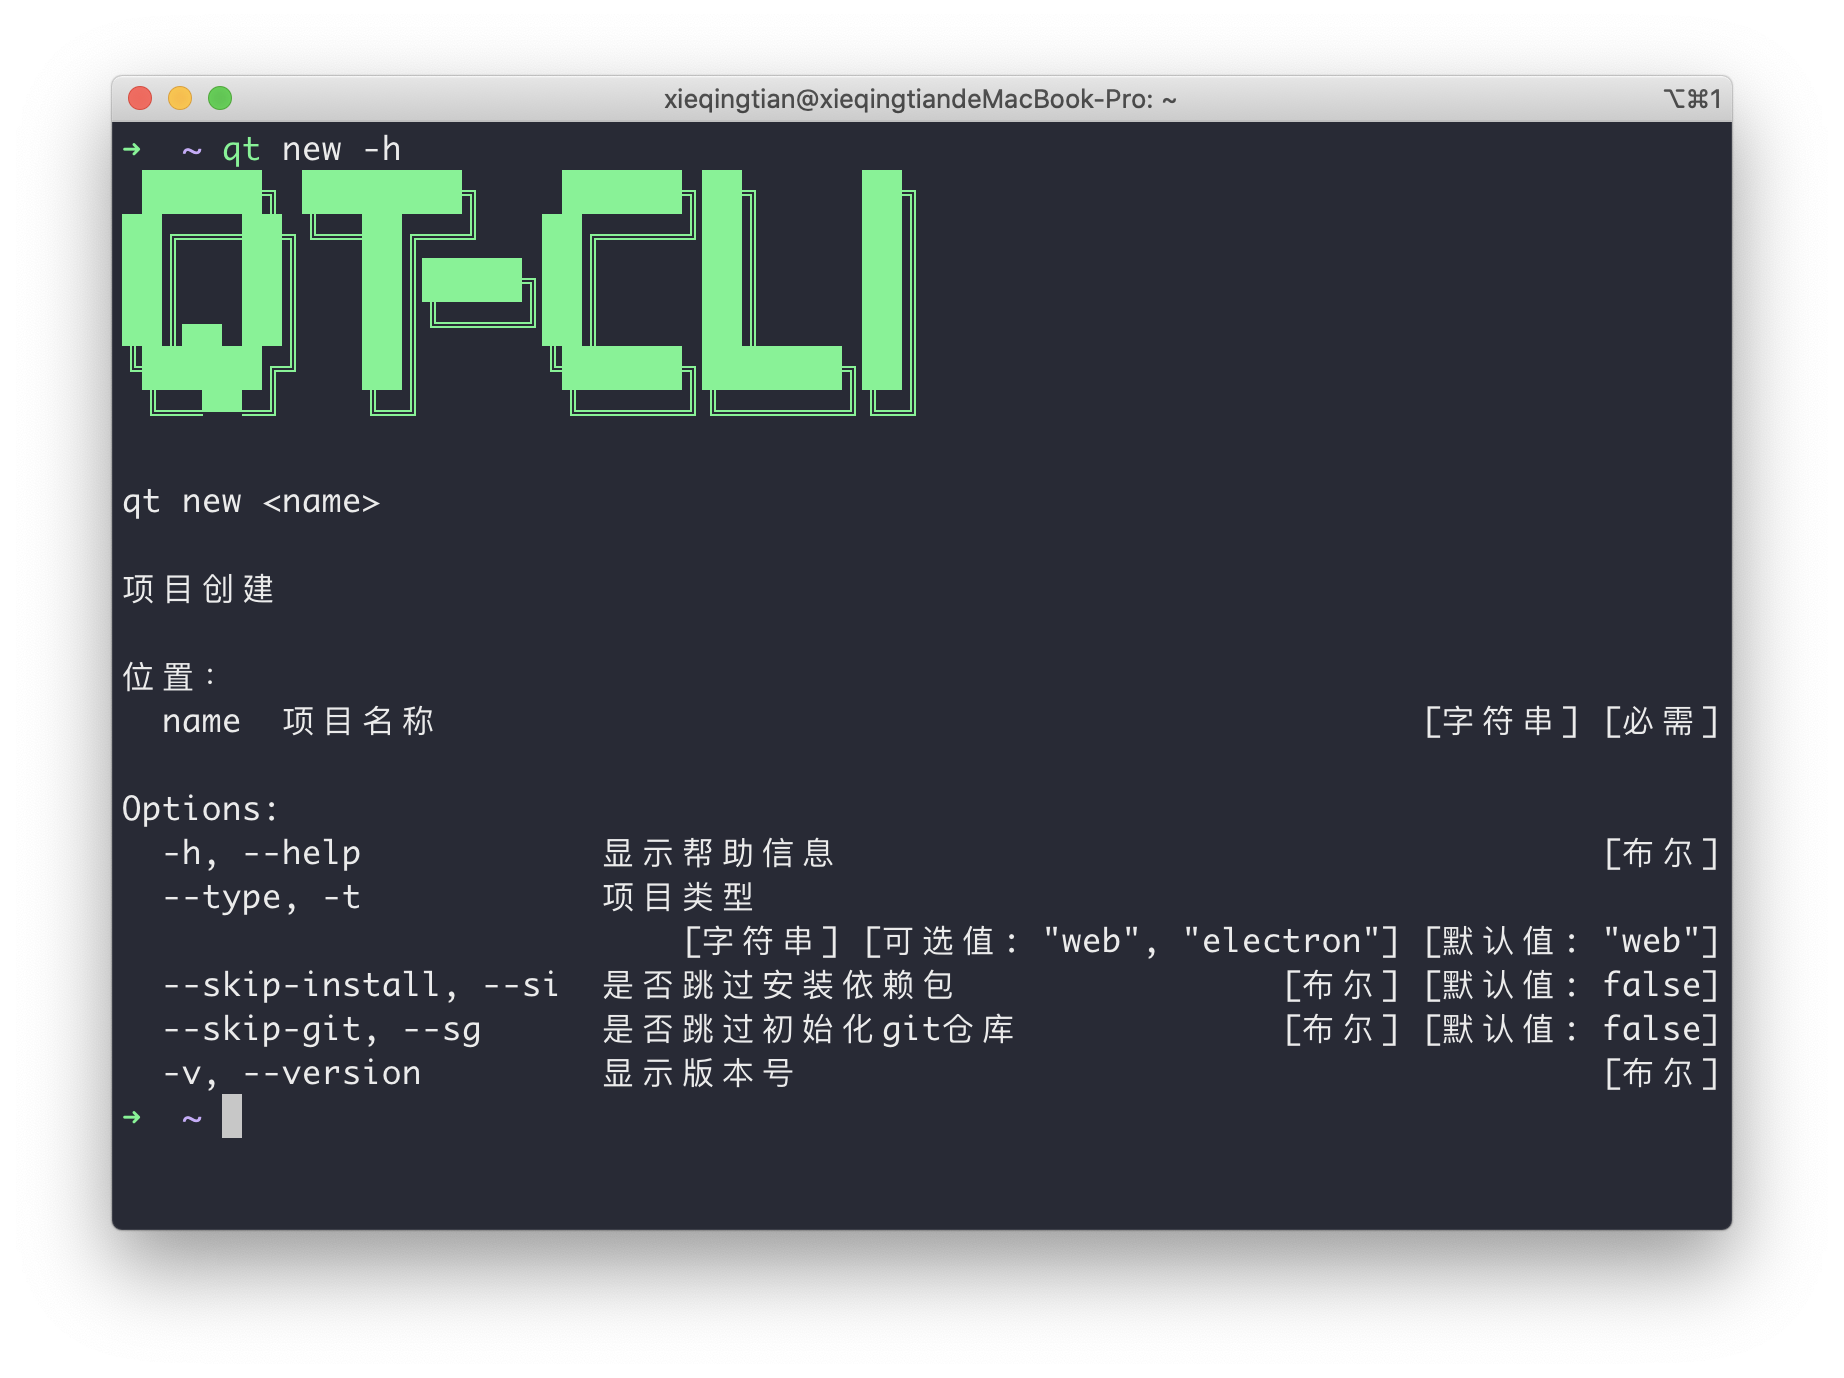 xieqingtian@xieqingtiandeMacBook-Pro: ~ ⌥⌘1
➜ ~ qt new -h
QT-CLI
qt new <name>
项目创建
位置：
name 项目名称 [字符串] [必需]
Options:
-h, --help 显示帮助信息 [布尔]
--type, -t 项目类型
[字符串] [可选值: "web", "electron"] [默认值: "web"]
--skip-install, --si 是否跳过安装依赖包 [布尔] [默认值: false]
--skip-git, --sg 是否跳过初始化git仓库 [布尔] [默认值: false]
-v, --version 显示版本号 [布尔]
➜ ~